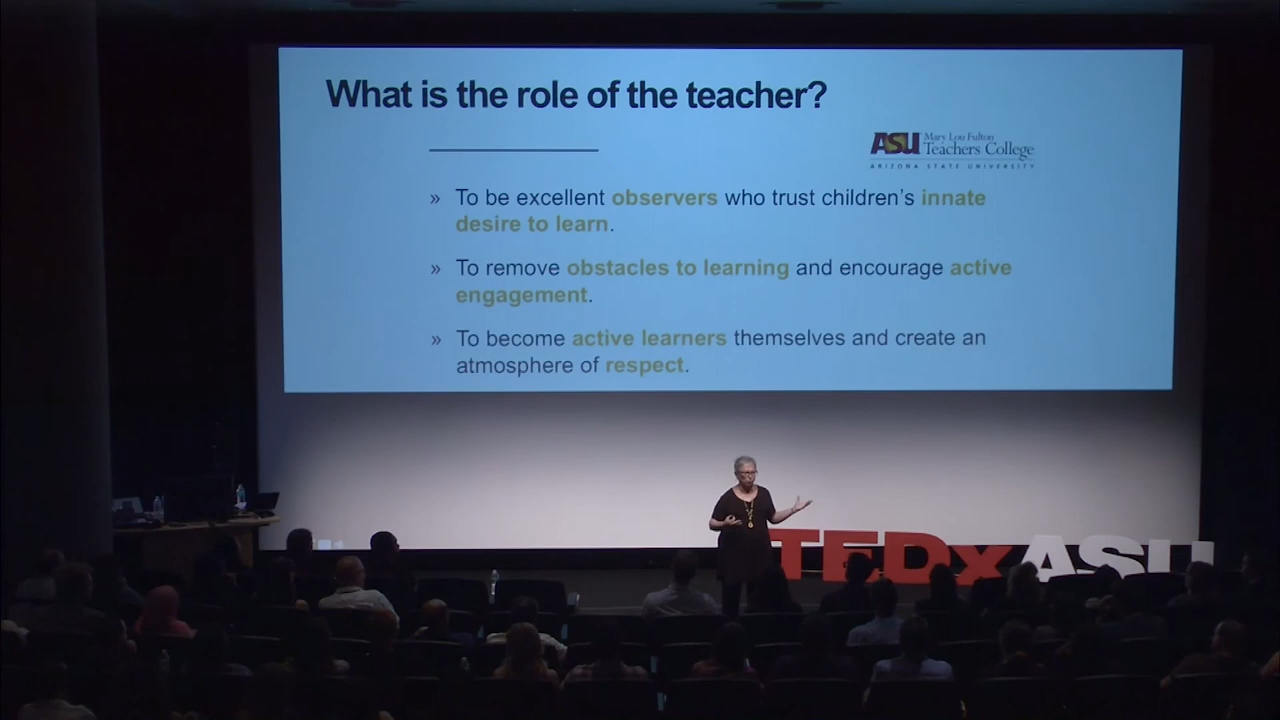 What is the role of the teacher?
ASU Mary Lou Fulton
Teachers College
ARIZONA STATE UNIVERSITY
» To be excellent observers who trust children's innate
desire to learn.
» To remove obstacles to learning and encourage active
engagement.
» To become active learners themselves and create an
atmosphere of respect.
TEDxASU